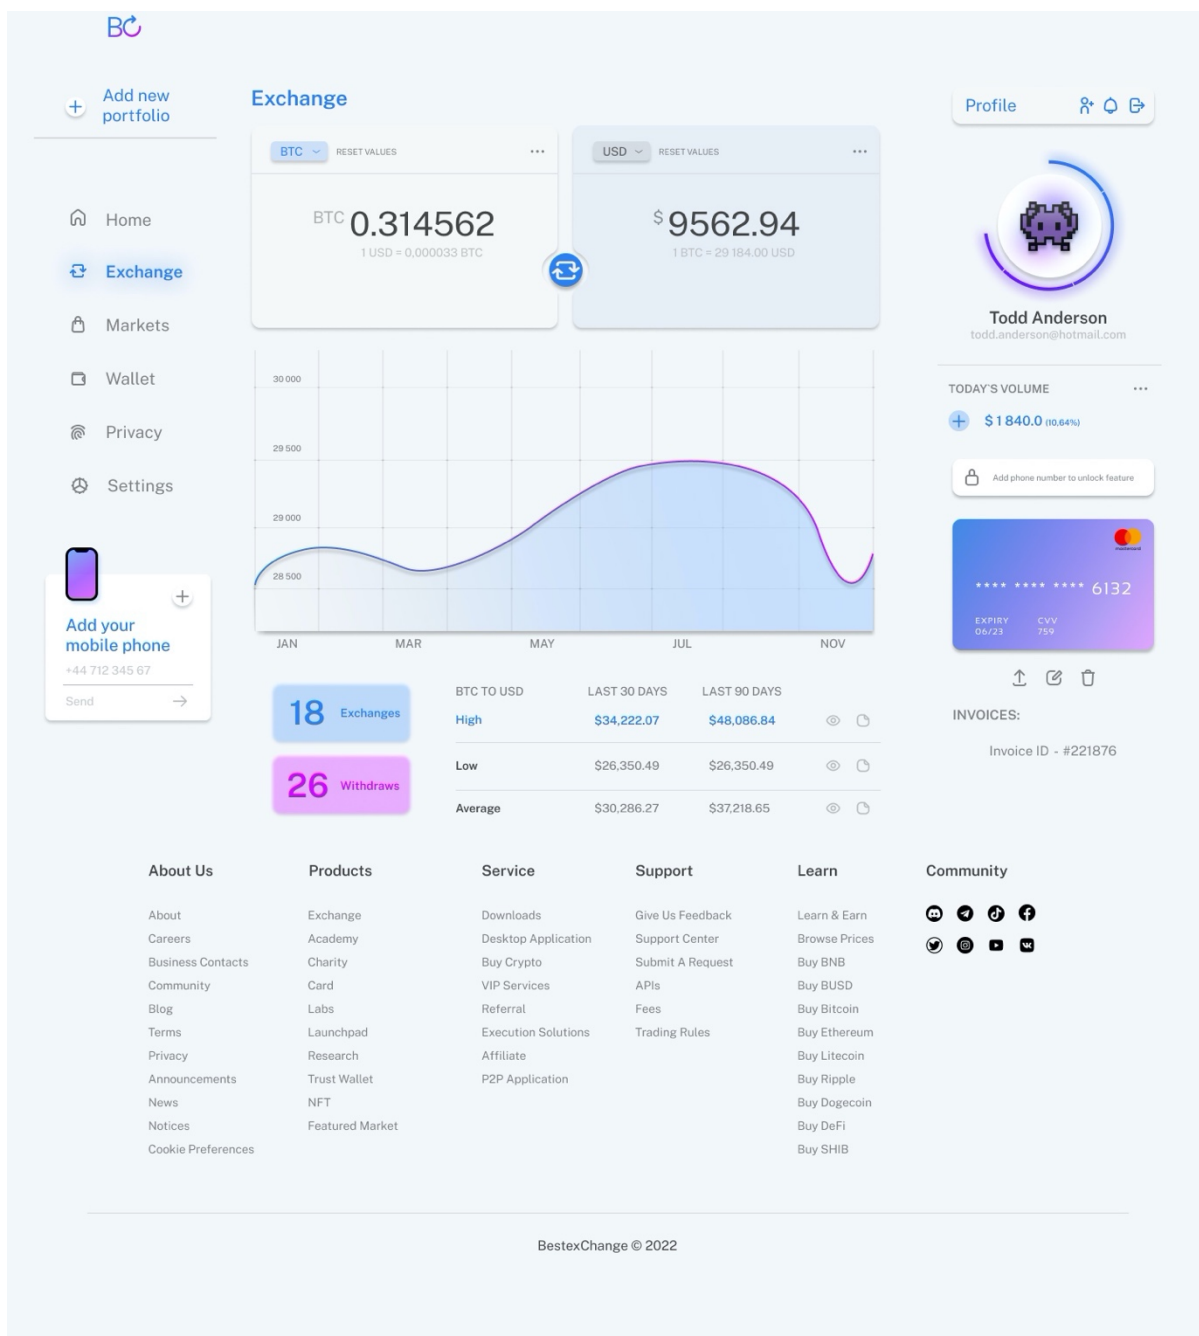 BC
Add new
portfolio
Home
Exchange
Markets
Wallet
Privacy
Settings
Add your
mobile phone
+44 712 345 67
Send
Exchange
BTC RESET VALUES
BTC 0.314562
1 USD = 0,000033 BTC
USD RESET VALUES
$ 9562.94
1 BTC = 29 184.00 USD
30 000
29 500
29 000
28 500
JAN MAR MAY JUL NOV
18 Exchanges
26 Withdraws
BTC TO USD LAST 30 DAYS LAST 90 DAYS
High $34,222.07 $48,086.84
Low $26,350.49 $26,350.49
Average $30,286.27 $37,218.65
Profile
Todd Anderson
todd.anderson@hotmail.com
TODAY'S VOLUME
$ 1 840.0 (10,64%)
Add phone number to unlock feature
mastercard
**** **** **** 6132
EXPIRY CVV
06/23 759
INVOICES:
Invoice ID - #221876
About Us
About
Careers
Business Contacts
Community
Blog
Terms
Privacy
Announcements
News
Notices
Cookie Preferences
Products
Exchange
Academy
Charity
Card
Labs
Launchpad
Research
Trust Wallet
NFT
Featured Market
Service
Downloads
Desktop Application
Buy Crypto
VIP Services
Referral
Execution Solutions
Affiliate
P2P Application
Support
Give Us Feedback
Support Center
Submit A Request
APIs
Fees
Trading Rules
Learn
Learn & Earn
Browse Prices
Buy BNB
Buy BUSD
Buy Bitcoin
Buy Ethereum
Buy Litecoin
Buy Ripple
Buy Dogecoin
Buy DeFi
Buy SHIB
Community
BestexChange © 2022